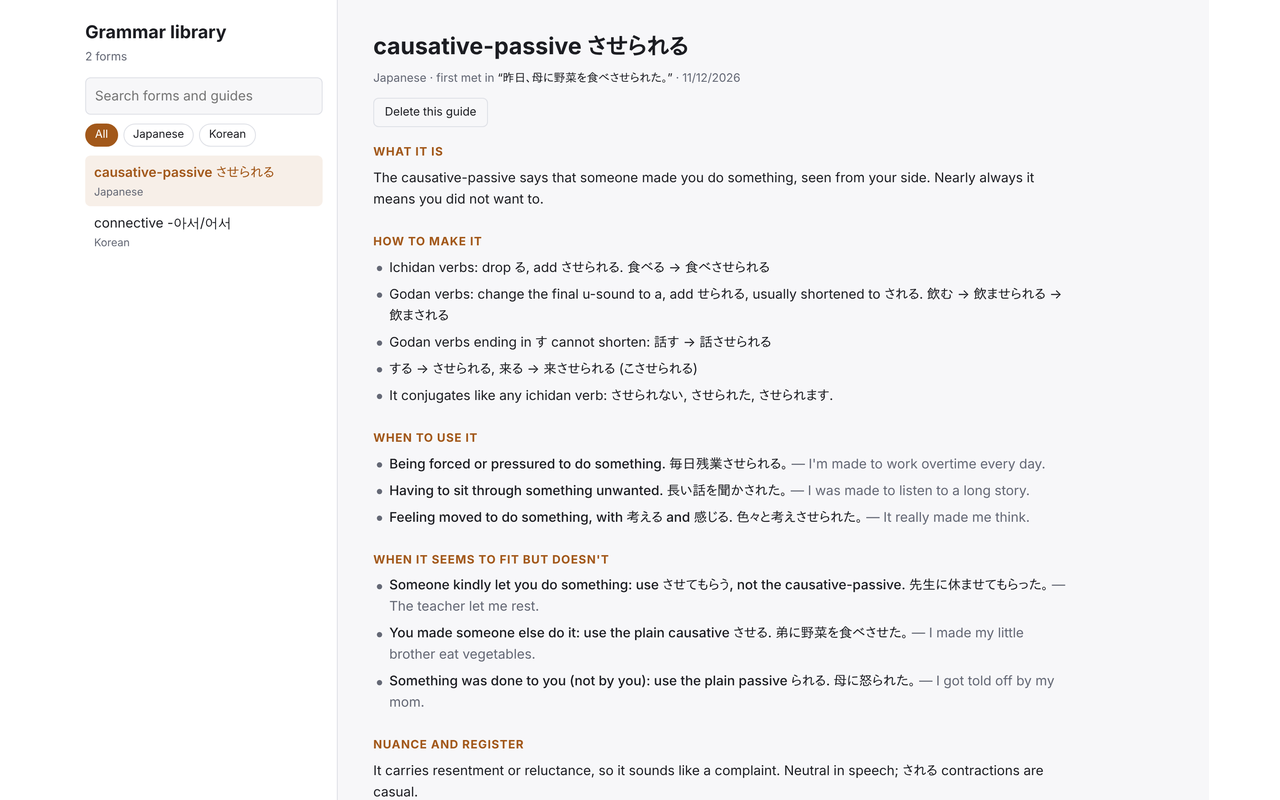 Grammar library
2 forms
Search forms and guides
All
Japanese
Korean
causative-passive させられる
Japanese
connective -아서/어서
Korean
causative-passive させられる
Japanese · first met in “昨日、母に野菜を食べさせられた。” · 11/12/2026
Delete this guide
WHAT IT IS
The causative-passive says that someone made you do something, seen from your side. Nearly always it
means you did not want to.
HOW TO MAKE IT
• Ichidan verbs: drop る, add させられる. 食べる → 食べさせられる
• Godan verbs: change the final u-sound to a, add せられる, usually shortened to される. 飲む → 飲ませられる →
飲まされる
• Godan verbs ending in す cannot shorten: 話す → 話させられる
• する → させられる, 来る → 来させられる (こさせられる)
• It conjugates like any ichidan verb: させられない, させられた, させられます.
WHEN TO USE IT
• Being forced or pressured to do something. 毎日残業させられる。 — I'm made to work overtime every day.
• Having to sit through something unwanted. 長い話を聞かされた。 — I was made to listen to a long story.
• Feeling moved to do something, with 考える and 感じる. 色々と考えさせられた。 — It really made me think.
WHEN IT SEEMS TO FIT BUT DOESN'T
• Someone kindly let you do something: use させてもらう, not the causative-passive. 先生に休ませてもらった。 —
The teacher let me rest.
• You made someone else do it: use the plain causative させる. 弟に野菜を食べさせた。 — I made my little
brother eat vegetables.
• Something was done to you (not by you): use the plain passive られる. 母に怒られた。 — I got told off by my
mom.
NUANCE AND REGISTER
It carries resentment or reluctance, so it sounds like a complaint. Neutral in speech; される contractions are
casual.